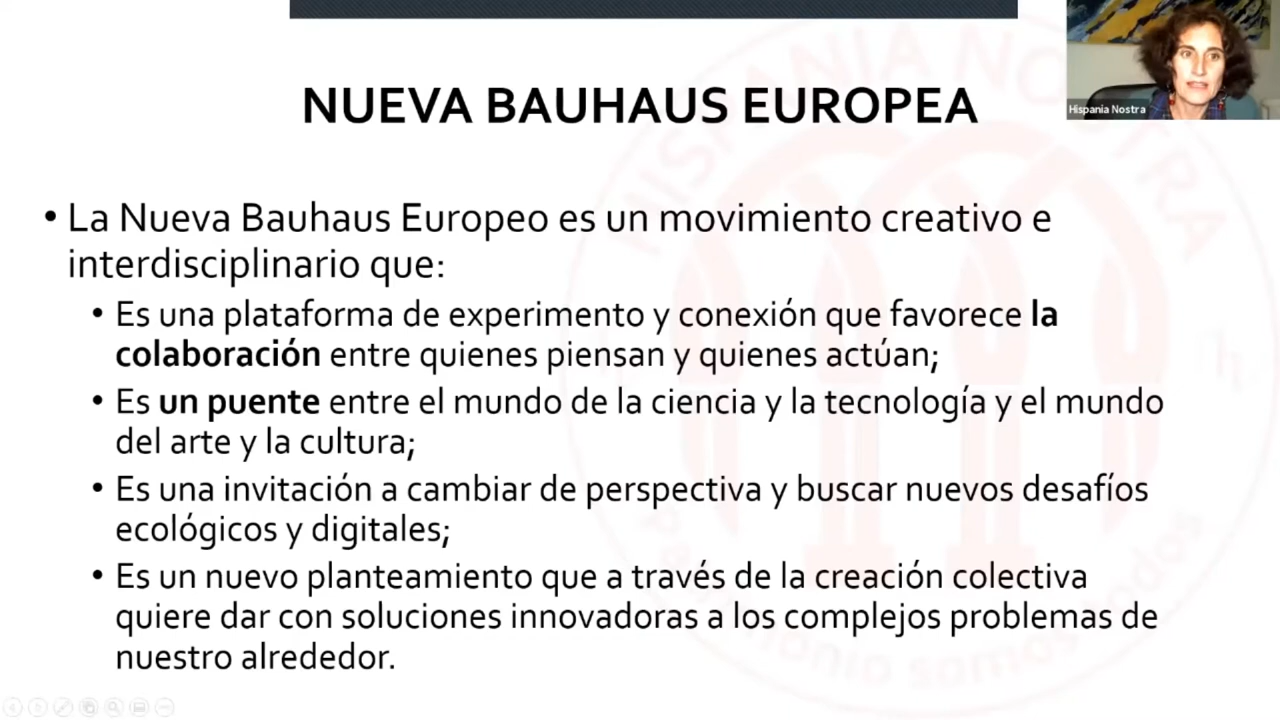 NUEVA BAUHAUS EUROPEA
Hispania Nostra
• La Nueva Bauhaus Europeo es un movimiento creativo e
interdisciplinario que:
• Es una plataforma de experimento y conexión que favorece la
colaboración entre quienes piensan y quienes actúan;
• Es un puente entre el mundo de la ciencia y la tecnología y el mundo
del arte y la cultura;
• Es una invitación a cambiar de perspectiva y buscar nuevos desafíos
ecológicos y digitales;
• Es un nuevo planteamiento que a través de la creación colectiva
quiere dar con soluciones innovadoras a los complejos problemas de
nuestro alrededor.
HISPANIA NOSTRA